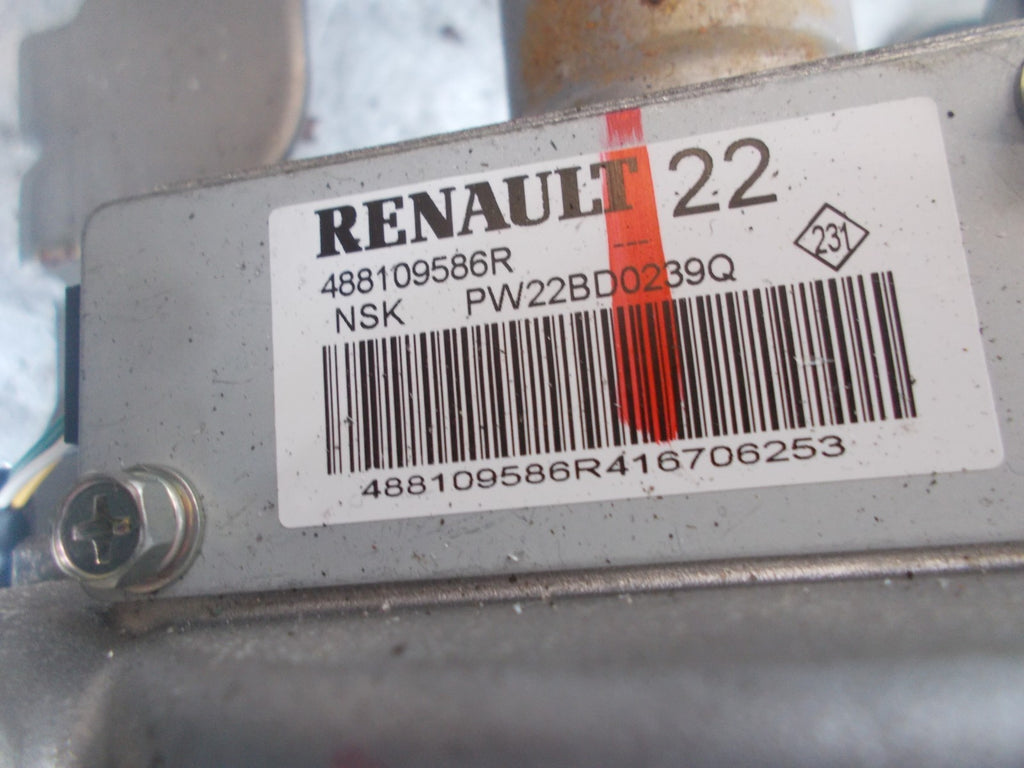 RENAULT 22
488109586R
231
NSK PW22BD0239Q
488109586R416706253